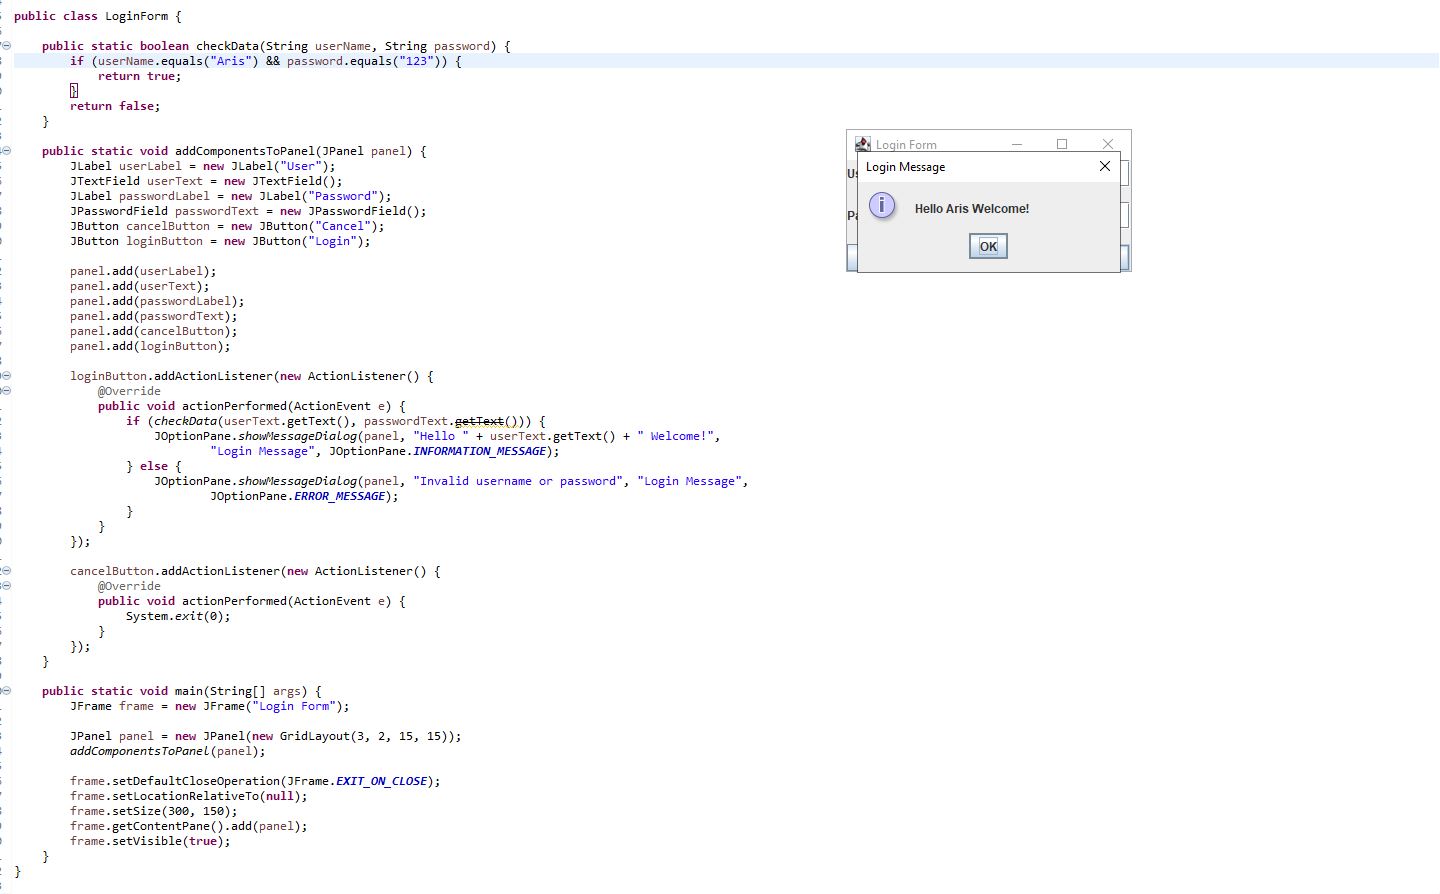 public class LoginForm {
public static boolean checkData(String userName, String password) {
if (userName.equals("Aris") && password.equals("123")) {
return true;
}
return false;
}
public static void addComponentsToPanel(JPanel panel) {
JLabel userLabel = new JLabel("User");
JTextField userText = new JTextField();
JLabel passwordLabel = new JLabel("Password");
JPasswordField passwordText = new JPasswordField();
JButton cancelButton = new JButton("Cancel");
JButton loginButton = new JButton("Login");
panel.add(userLabel);
panel.add(userText);
panel.add(passwordLabel);
panel.add(passwordText);
panel.add(cancelButton);
panel.add(loginButton);
loginButton.addActionListener(new ActionListener() {
@Override
public void actionPerformed(ActionEvent e) {
if (checkData(userText.getText(), passwordText.getText())) {
JOptionPane.showMessageDialog(panel, "Hello " + userText.getText() + " Welcome!",
"Login Message", JOptionPane.INFORMATION_MESSAGE);
} else {
JOptionPane.showMessageDialog(panel, "Invalid username or password", "Login Message",
JOptionPane.ERROR_MESSAGE);
}
}
});
cancelButton.addActionListener(new ActionListener() {
@Override
public void actionPerformed(ActionEvent e) {
System.exit(0);
}
});
}
public static void main(String[] args) {
JFrame frame = new JFrame("Login Form");
JPanel panel = new JPanel(new GridLayout(3, 2, 15, 15));
addComponentsToPanel(panel);
frame.setDefaultCloseOperation(JFrame.EXIT_ON_CLOSE);
frame.setLocationRelativeTo(null);
frame.setSize(300, 150);
frame.getContentPane().add(panel);
frame.setVisible(true);
}
}
Login Form
Login Message
Hello Aris Welcome!
OK